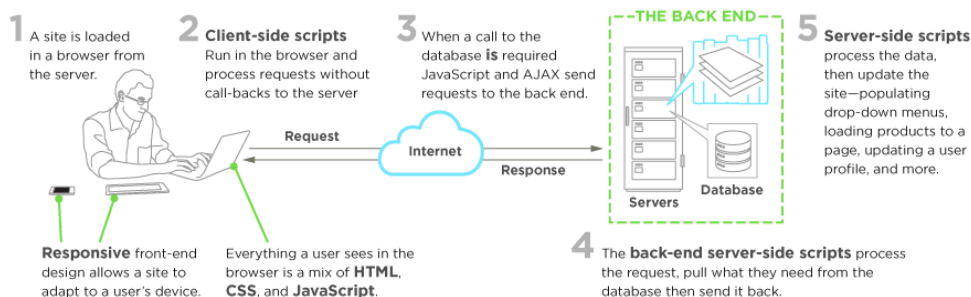 1 A site is loaded
in a browser from
the server.
2 Client-side scripts
Run in the browser and
process requests without
call-backs to the server
3 When a call to the
database is required
JavaScript and AJAX send
requests to the back end.
THE BACK END
5 Server-side scripts
process the data,
then update the
site—populating
drop-down menus,
loading products to a
page, updating a user
profile, and more.
Request
Internet
Response
Servers
Database
Responsive front-end
design allows a site to
adapt to a user's device.
Everything a user sees in the
browser is a mix of HTML,
CSS, and JavaScript.
4 The back-end server-side scripts process
the request, pull what they need from the
database then send it back.